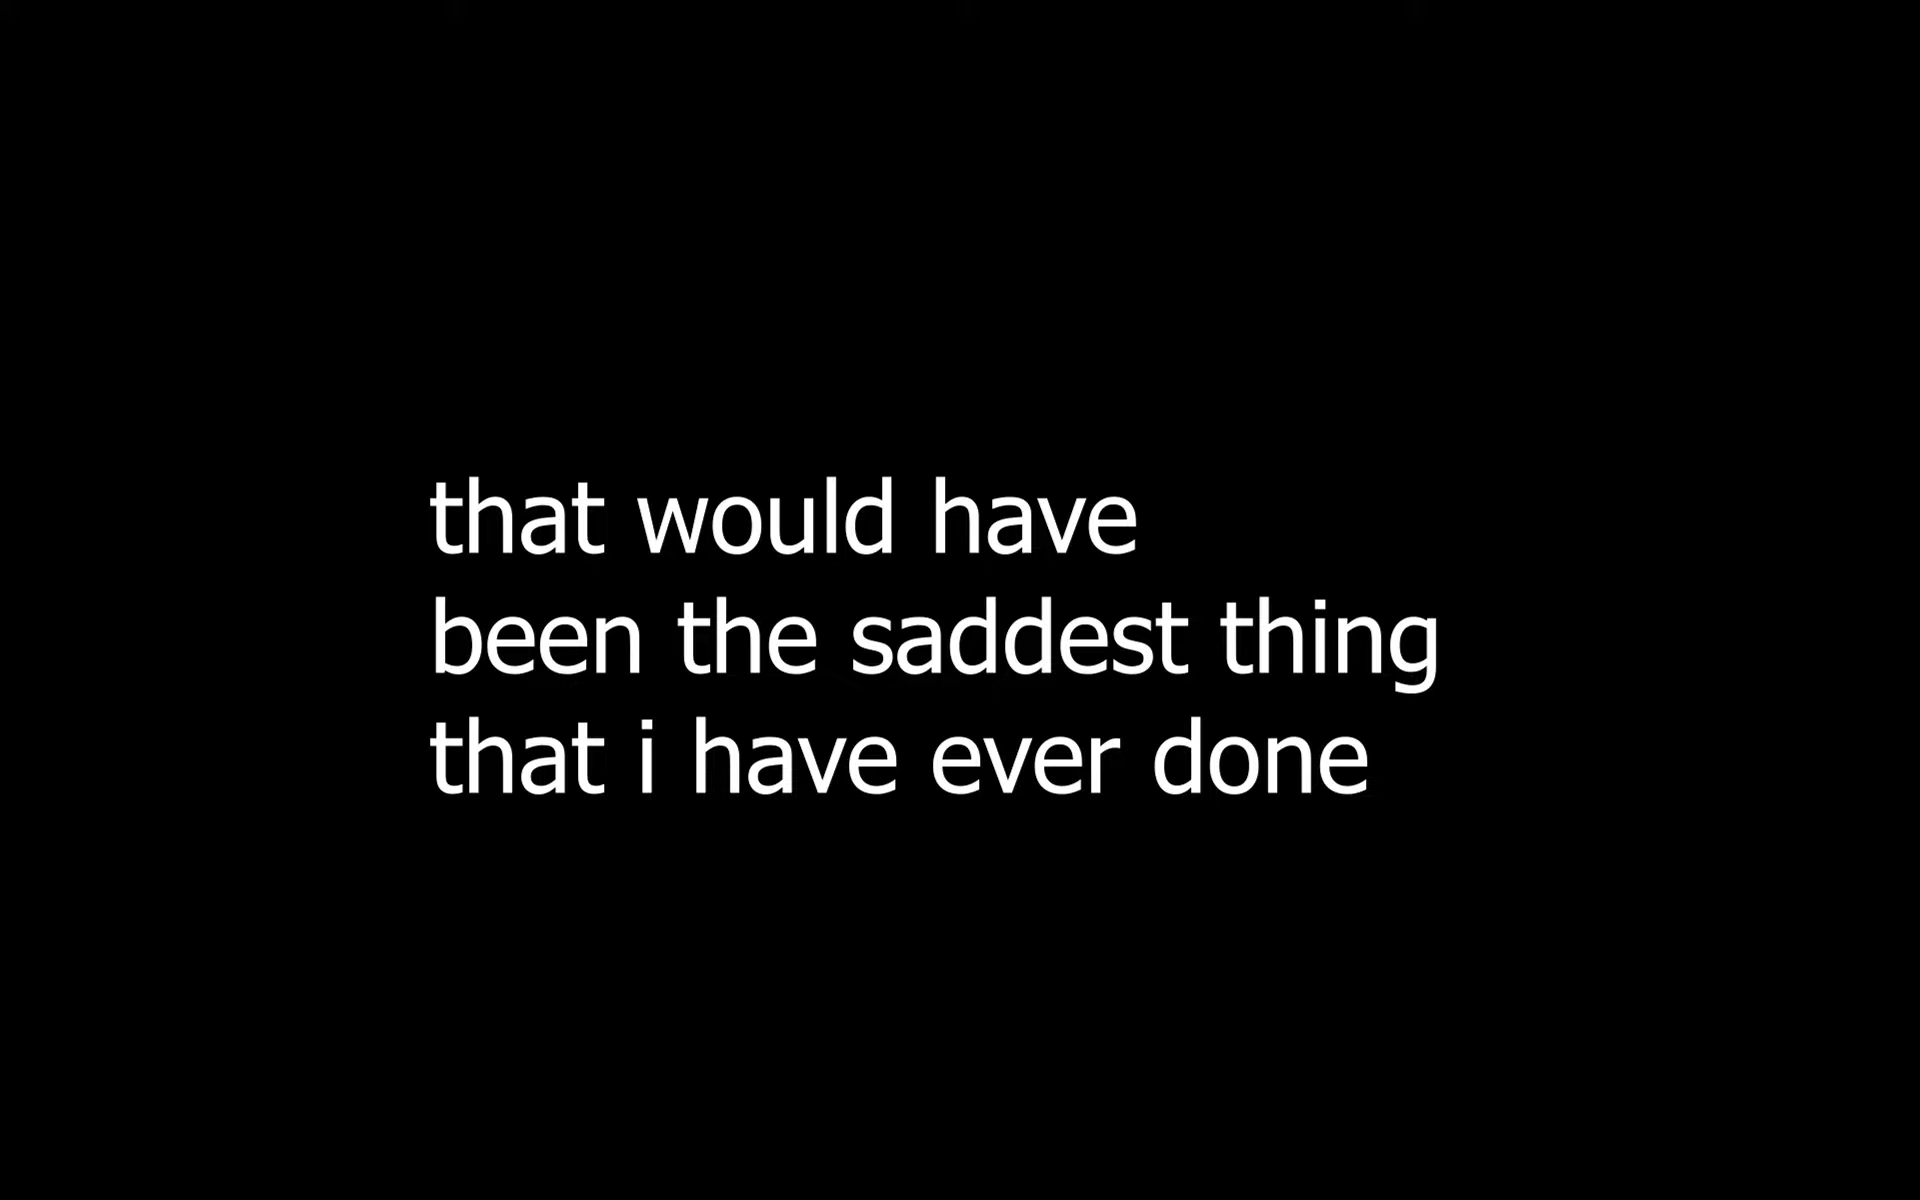 that would have
been the saddest thing
that i have ever done